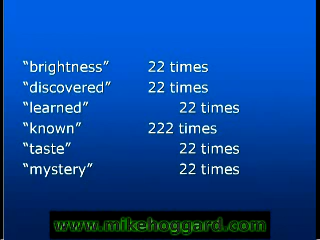 “brightness” 22 times
“discovered” 22 times
“learned” 22 times
“known” 222 times
“taste” 22 times
“mystery” 22 times
www.mikehoggard.com